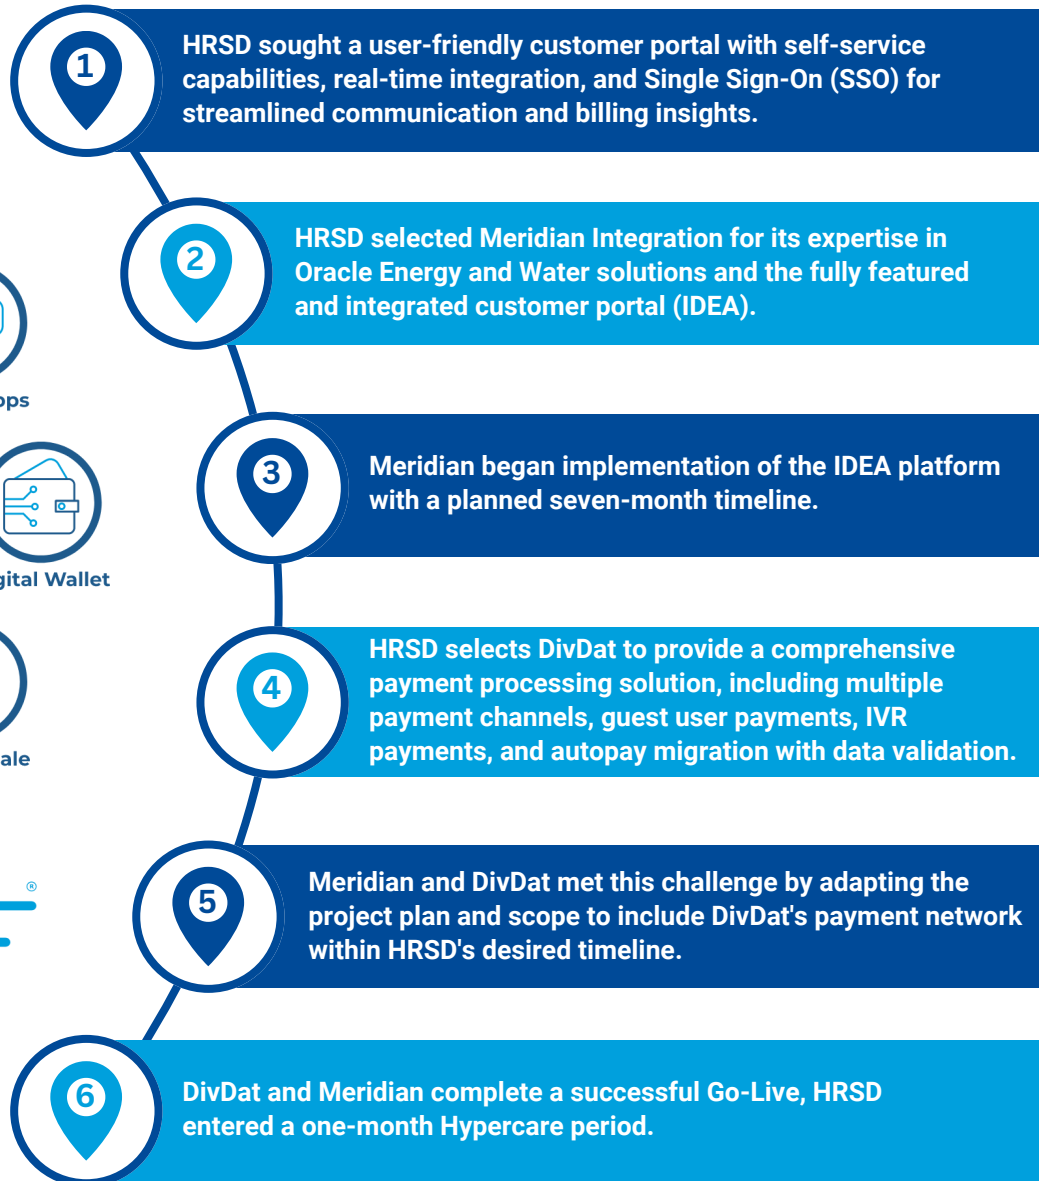 1
HRSD sought a user-friendly customer portal with self-service
capabilities, real-time integration, and Single Sign-On (SSO) for
streamlined communication and billing insights.
2
HRSD selected Meridian Integration for its expertise in
Oracle Energy and Water solutions and the fully featured
and integrated customer portal (IDEA).
3
Meridian began implementation of the IDEA platform
with a planned seven-month timeline.
gital Wallet
4
HRSD selects DivDat to provide a comprehensive
payment processing solution, including multiple
payment channels, guest user payments, IVR
payments, and autopay migration with data validation.
ale
®
5
Meridian and DivDat met this challenge by adapting the
project plan and scope to include DivDat's payment network
within HRSD's desired timeline.
6
DivDat and Meridian complete a successful Go-Live, HRSD
entered a one-month Hypercare period.